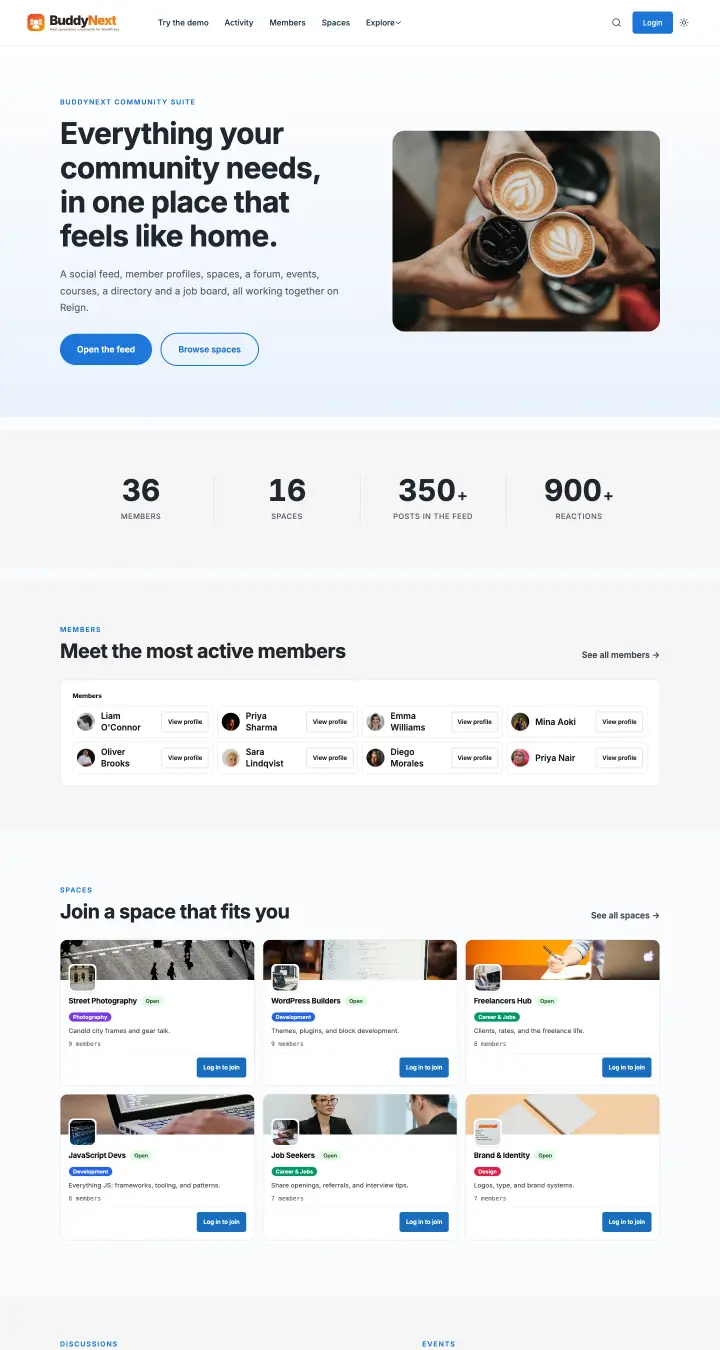 BuddyNext
Next generation community for WordPress
Try the demo
Activity
Members
Spaces
Explore
Login
BUDDYNEXT COMMUNITY SUITE
Everything your
community needs,
in one place that
feels like home.
A social feed, member profiles, spaces, a forum, events,
courses, a directory and a job board, all working together on
Reign.
Open the feed
Browse spaces
36
MEMBERS
16
SPACES
350+
POSTS IN THE FEED
900+
REACTIONS
MEMBERS
Meet the most active members
See all members →
Members
Liam
O'Connor
View profile
Priya
Sharma
View profile
Emma
Williams
View profile
Mina Aoki
View profile
Oliver
Brooks
View profile
Sara
Lindqvist
View profile
Diego
Morales
View profile
Priya Nair
View profile
SPACES
Join a space that fits you
See all spaces →
Street Photography Open
Photography
Candid city frames and gear talk.
9 members
Log in to join
WordPress Builders Open
Development
Themes, plugins, and block development.
9 members
Log in to join
Freelancers Hub Open
Career & Jobs
Clients, rates, and the freelance life.
8 members
Log in to join
JavaScript Devs Open
Development
Everything JS: frameworks, tooling, and patterns.
8 members
Log in to join
Job Seekers Open
Career & Jobs
Share openings, referrals, and interview tips.
7 members
Log in to join
Brand & Identity Open
Design
Logos, type, and brand systems.
7 members
Log in to join
DISCUSSIONS
EVENTS